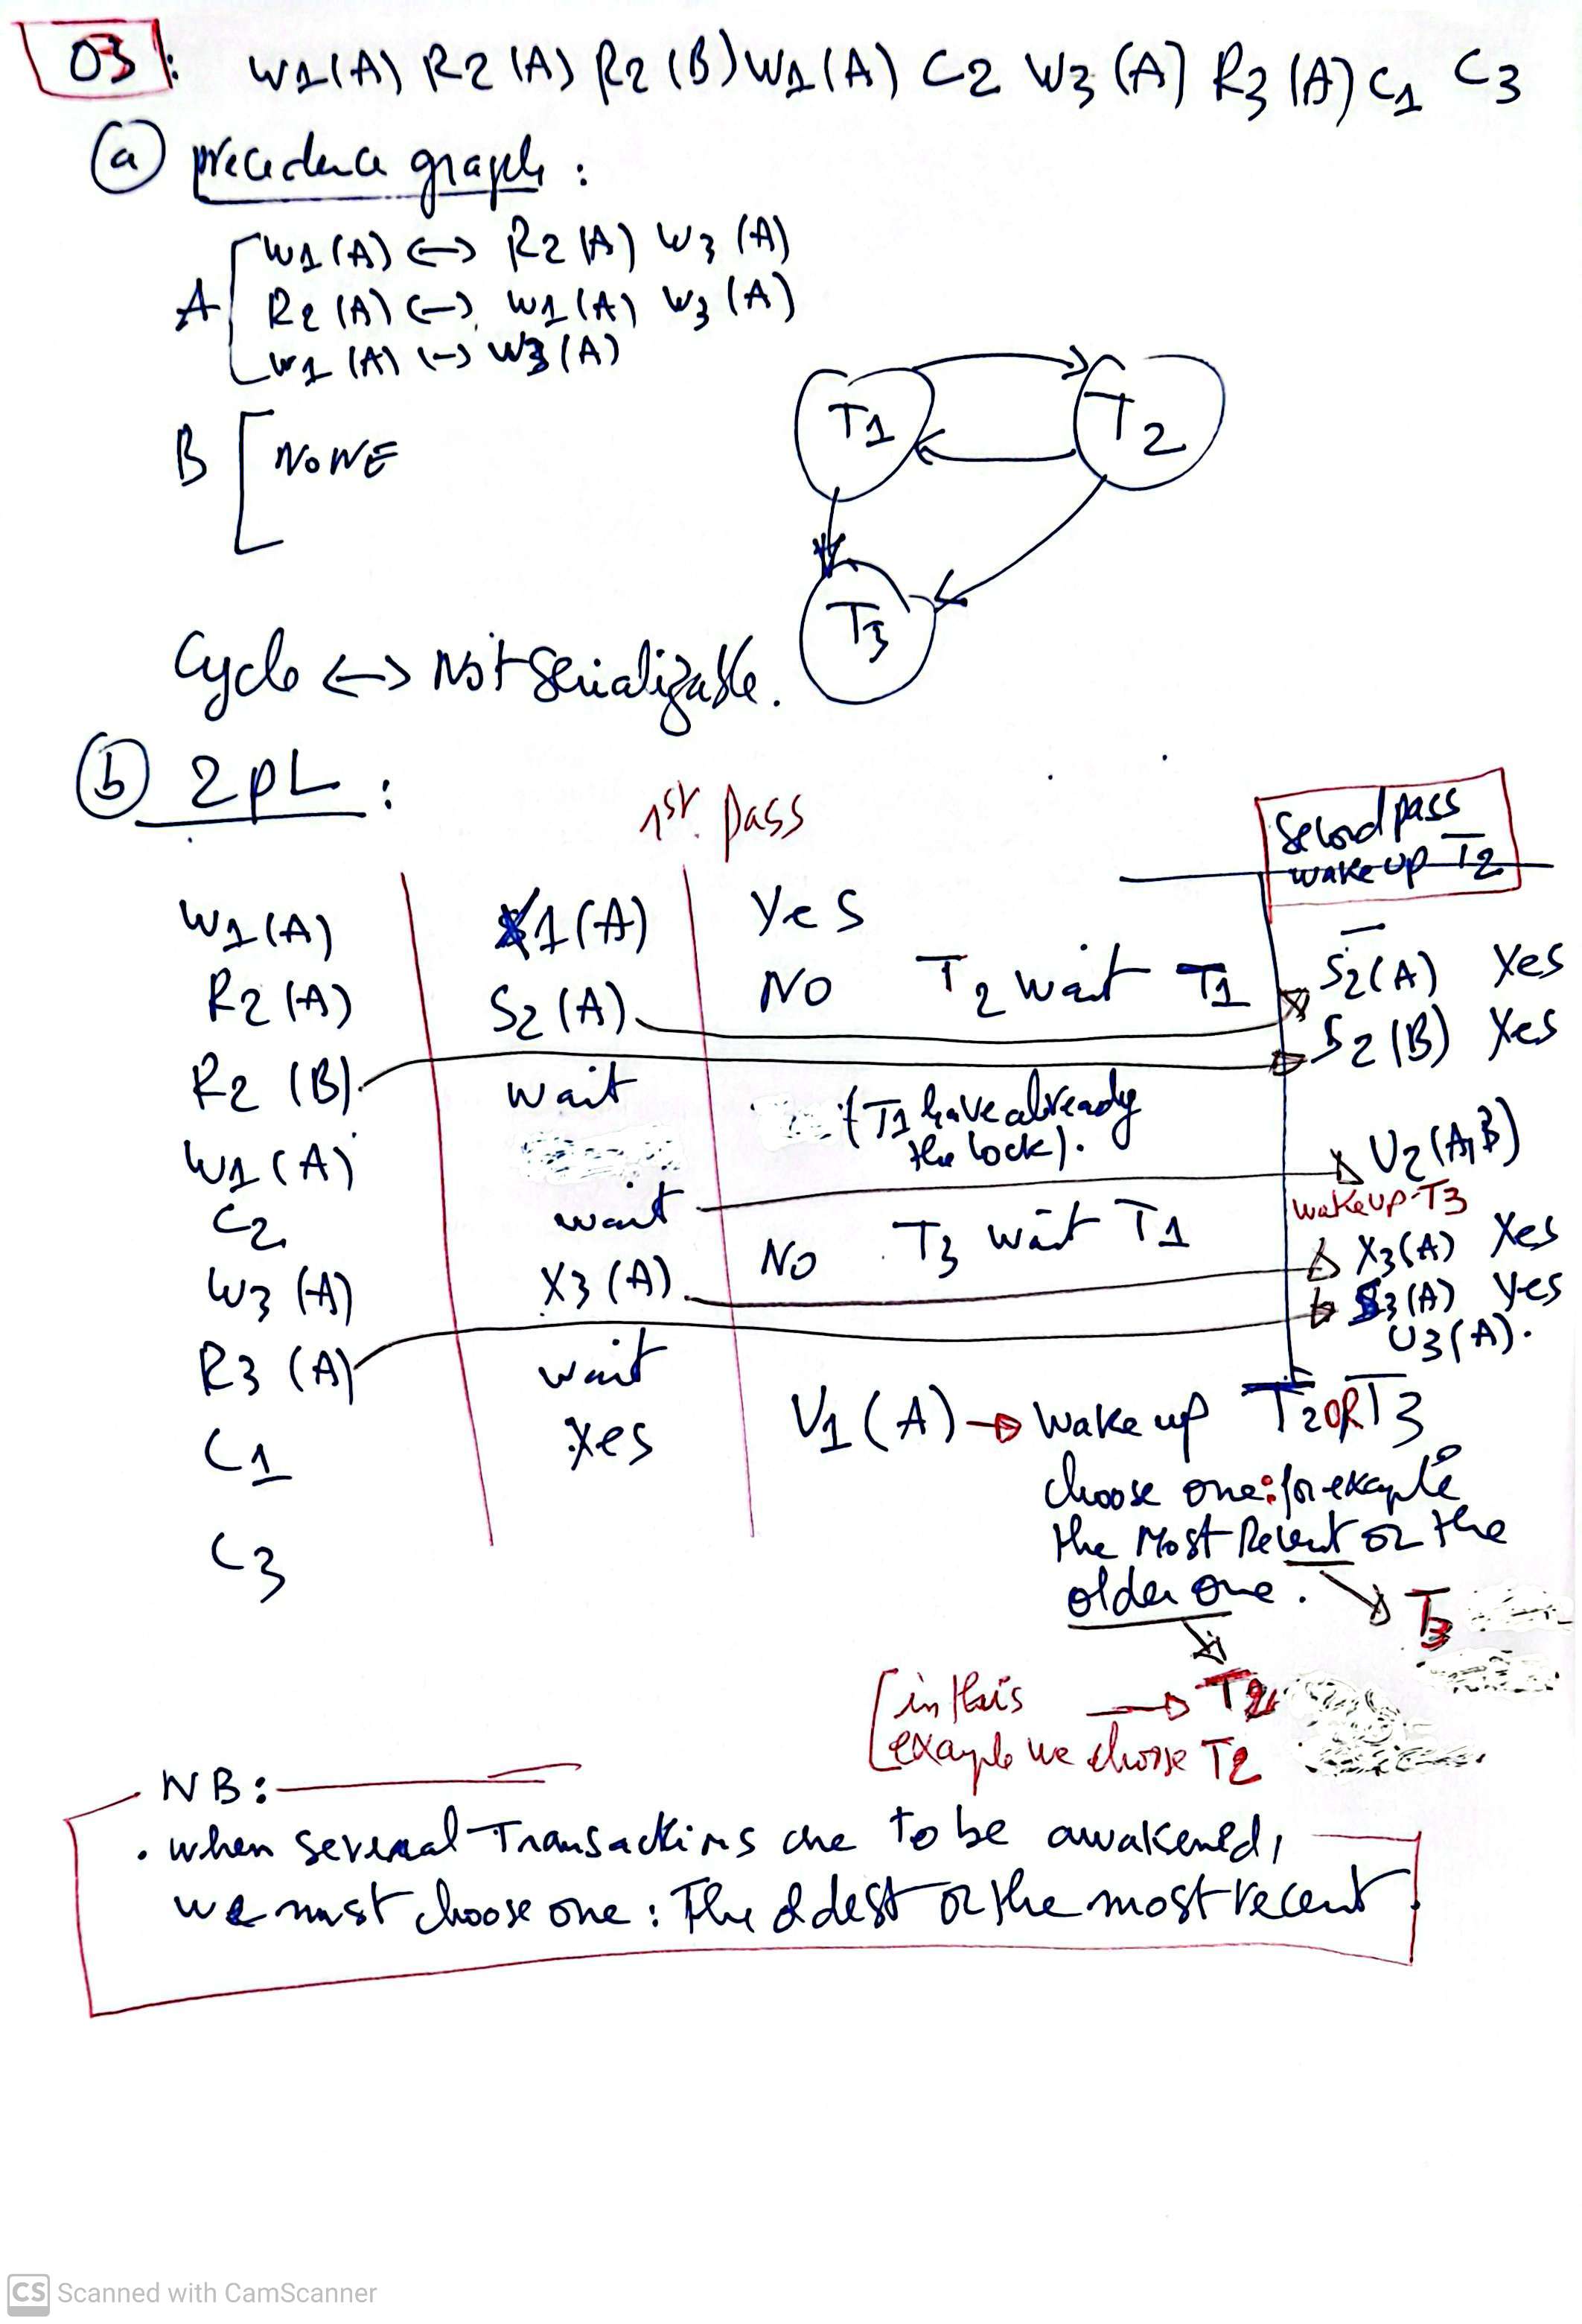 03 : W1(A) R2(A) R2(B) W1(A) C2 W3(A) R3(A) C1 C3
(a) precedence graph :
W1(A) <-> R2(A) W3(A)
A R2(A) <-> W1(A) W3(A)
W1(A) <-> W3(A)
B [ NONE
T1 T2
T3
Cycle <-> Not Serializable.
(b) 2PL :
1st pass
Second pass
wake up T2
W1(A) X1(A) Yes
R2(A) S2(A) NO T2 wait T1 S2(A) Yes
R2(B) wait S2(B) Yes
(T1 have already
the lock).
W1(A) U2(A,B)
C2 wait wake up T3
W3(A) X3(A) NO T3 wait T1 X3(A) Yes
R3(A) wait S3(A) Yes
U3(A).
C1 Yes U1(A) → wake up T2 OR T3
choose one: for example
the most Recent or the
older one. T3
C3
in this → T2
example we choose T2
NB:
. when several Transactions are to be awakened,
we must choose one : The oldest or the most recent.
CS Scanned with CamScanner